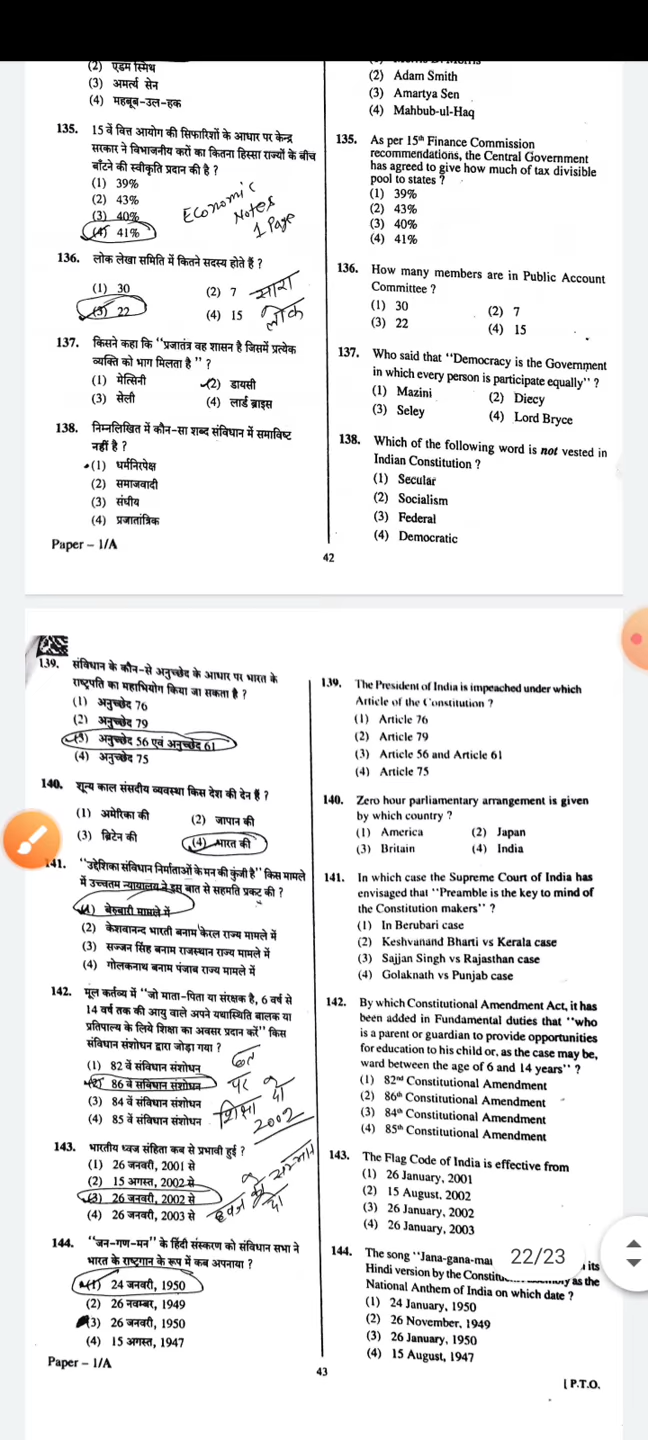 (2) एडम स्मिथ
(3) अमर्त्य सेन
(4) महबूब-उल-हक
135. 15 वें वित्त आयोग की सिफारिशों के आधार पर केन्द्र
सरकार ने विभाजनीय करों का कितना हिस्सा राज्यों के बीच
बाँटने की स्वीकृति प्रदान की है ?
(1) 39%
(2) 43%
(3) 40%
(4) 41%
Economic
Notes
1 Page
136. लोक लेखा समिति में कितने सदस्य होते हैं ?
(1) 30
(2) 7
(3) 22
(4) 15
लोक
137. किसने कहा कि ‘‘प्रजातंत्र वह शासन है जिसमें प्रत्येक
व्यक्ति को भाग मिलता है ’’ ?
(1) मेत्सिनी
(2) डायसी
(3) सेली
(4) लार्ड ब्राइस
138. निम्नलिखित में कौन-सा शब्द संविधान में समाविष्ट
नहीं है ?
(1) धर्मनिरपेक्ष
(2) समाजवादी
(3) संघीय
(4) प्रजातांत्रिक
Paper – 1/A
(2) Adam Smith
(3) Amartya Sen
(4) Mahbub-ul-Haq
135. As per 15th Finance Commission
recommendations, the Central Government
has agreed to give how much of tax divisible
pool to states ?
(1) 39%
(2) 43%
(3) 40%
(4) 41%
136. How many members are in Public Account
Committee ?
(1) 30
(2) 7
(3) 22
(4) 15
137. Who said that ‘‘Democracy is the Government
in which every person is participate equally’’ ?
(1) Mazini
(2) Diecy
(3) Seley
(4) Lord Bryce
138. Which of the following word is not vested in
Indian Constitution ?
(1) Secular
(2) Socialism
(3) Federal
(4) Democratic
42
139. संविधान के कौन-से अनुच्छेद के आधार पर भारत के
राष्ट्रपति का महाभियोग किया जा सकता है ?
(1) अनुच्छेद 76
(2) अनुच्छेद 79
(3) अनुच्छेद 56 एवं अनुच्छेद 61
(4) अनुच्छेद 75
140. शून्य काल संसदीय व्यवस्था किस देश की देन है ?
(1) अमेरिका की
(2) जापान की
(3) ब्रिटेन की
(4) भारत की
141. ‘‘उद्देशिका संविधान निर्माताओं के मन की कुंजी है’’ किस मामले
में उच्चतम न्यायालय ने इस बात से सहमति प्रकट की ?
(1) बेरुबारी मामले में
(2) केशवानन्द भारती बनाम केरल राज्य मामले में
(3) सज्जन सिंह बनाम राजस्थान राज्य मामले में
(4) गोलकनाथ बनाम पंजाब राज्य मामले में
142. मूल कर्तव्य में ‘‘जो माता-पिता या संरक्षक है, 6 वर्ष से
14 वर्ष तक की आयु वाले अपने यथास्थिति बालक या
प्रतिपाल्य के लिये शिक्षा का अवसर प्रदान करें’’ किस
संविधान संशोधन द्वारा जोड़ा गया ?
(1) 82 वें संविधान संशोधन
(2) 86 वें संविधान संशोधन
(3) 84 वें संविधान संशोधन
(4) 85 वें संविधान संशोधन
छत
पर
शिक्षा
दो
2002
143. भारतीय ध्वज संहिता कब से प्रभावी हुई ?
(1) 26 जनवरी, 2001 से
(2) 15 अगस्त, 2002 से
(3) 26 जनवरी, 2002 से
(4) 26 जनवरी, 2003 से
ध्वज को सम्मान
दो
144. ‘‘जन-गण-मन’’ के हिंदी संस्करण को संविधान सभा ने
भारत के राष्ट्रगान के रूप में कब अपनाया ?
(1) 24 जनवरी, 1950
(2) 26 नवम्बर, 1949
(3) 26 जनवरी, 1950
(4) 15 अगस्त, 1947
Paper – 1/A
139. The President of India is impeached under which
Article of the Constitution ?
(1) Article 76
(2) Article 79
(3) Article 56 and Article 61
(4) Article 75
140. Zero hour parliamentary arrangement is given
by which country ?
(1) America
(2) Japan
(3) Britain
(4) India
141. In which case the Supreme Court of India has
envisaged that ‘‘Preamble is the key to mind of
the Constitution makers’’ ?
(1) In Berubari case
(2) Keshvanand Bharti vs Kerala case
(3) Sajjan Singh vs Rajasthan case
(4) Golaknath vs Punjab case
142. By which Constitutional Amendment Act, it has
been added in Fundamental duties that ‘‘who
is a parent or guardian to provide opportunities
for education to his child or, as the case may be,
ward between the age of 6 and 14 years’’ ?
(1) 82nd Constitutional Amendment
(2) 86th Constitutional Amendment
(3) 84th Constitutional Amendment
(4) 85th Constitutional Amendment
143. The Flag Code of India is effective from
(1) 26 January, 2001
(2) 15 August, 2002
(3) 26 January, 2002
(4) 26 January, 2003
144. The song ‘‘Jana-gana-
22/23
its
Hindi version by the as the
National Anthem of India on which date ?
(1) 24 January, 1950
(2) 26 November, 1949
(3) 26 January, 1950
(4) 15 August, 1947
43
[ P.T.O.